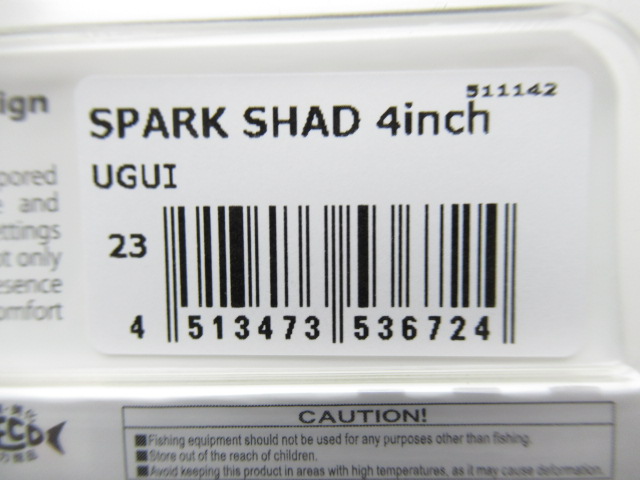 511142
ign
SPARK SHAD 4inch
UGUI
pored
and
ettings
only
esence
omfort
23
4 513473 536724
CAUTION!
■Fishing equipment should not be used for any purposes other than fishing.
■Store out of the reach of children.
■Avoid keeping this product in areas with high temperatures, as it may cause deformation.